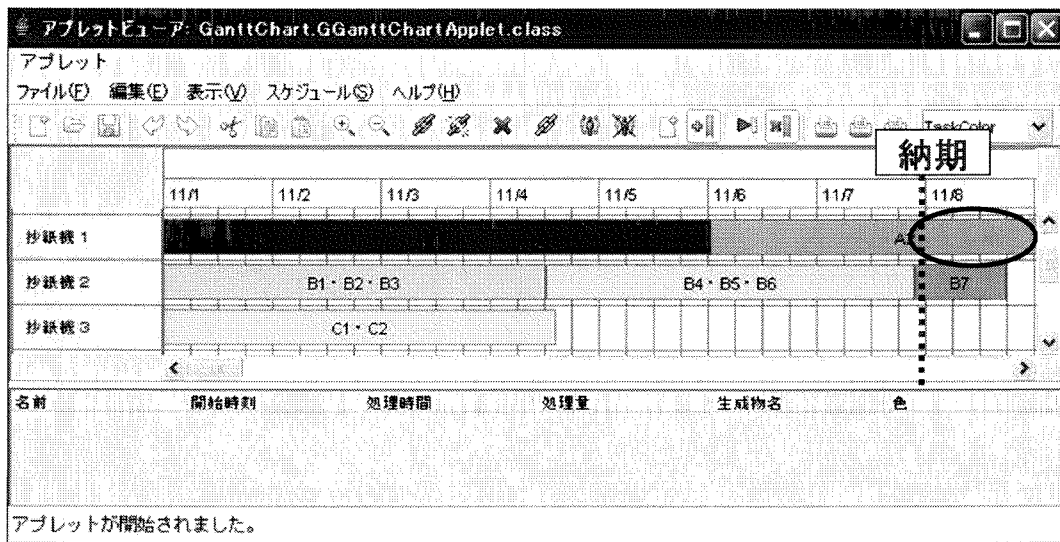 アプレットビューア: GanttChart.GGanttChartApplet.class
アプレット
ファイル(F) 編集(E) 表示(V) スケジュール(S) ヘルプ(H)
TaskColor
納期
11/1 11/2 11/3 11/4 11/5 11/6 11/7 11/8
抄紙機 1
抄紙機 2 B1・B2・B3 B4・B5・B6 B7
抄紙機 3 C1・C2
名前 開始時刻 処理時間 処理量 生成物名 色
アプレットが開始されました。